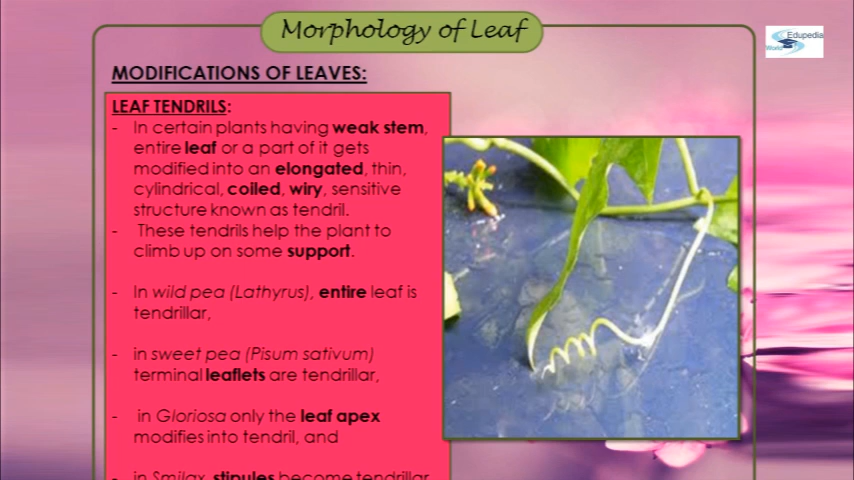 Morphology of Leaf
Edupedia
World
MODIFICATIONS OF LEAVES:
LEAF TENDRILS:
- In certain plants having weak stem,
entire leaf or a part of it gets
modified into an elongated, thin,
cylindrical, coiled, wiry, sensitive
structure known as tendril.
- These tendrils help the plant to
climb up on some support.
- In wild pea (Lathyrus), entire leaf is
tendrillar,
- in sweet pea (Pisum sativum)
terminal leaflets are tendrillar,
- in Gloriosa only the leaf apex
modifies into tendril, and
- in Smilax, stipules become tendrillar